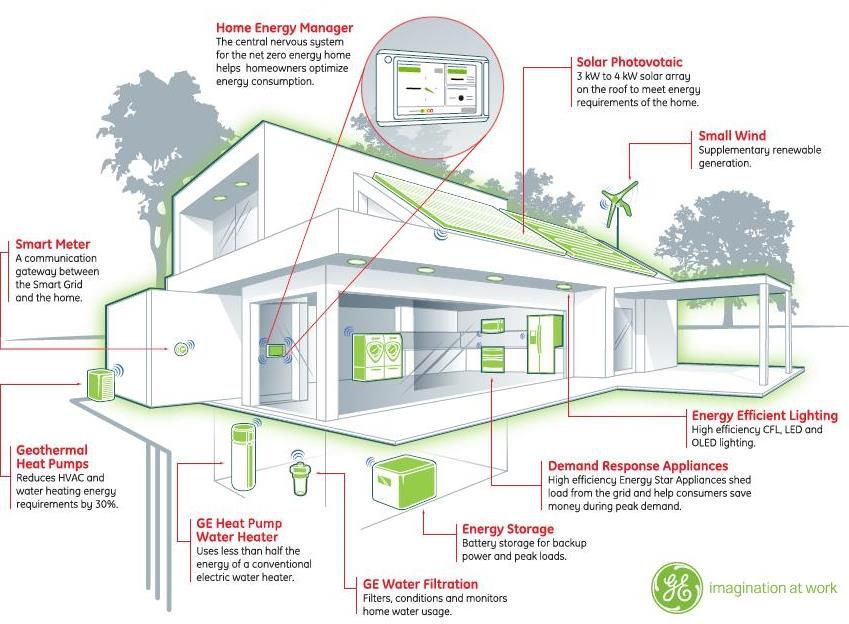 Home Energy Manager
The central nervous system
for the net zero energy home
helps homeowners optimize
energy consumption.
Solar Photovotaic
3 kW to 4 kW solar array
on the roof to meet energy
requirements of the home.
Small Wind
Supplementary renewable
generation.
Smart Meter
A communication
gateway between
the Smart Grid
and the home.
Geothermal
Heat Pumps
Reduces HVAC and
water heating energy
requirements by 30%.
GE Heat Pump
Water Heater
Uses less than half the
energy of a conventional
electric water heater.
GE Water Filtration
Filters, conditions and monitors
home water usage.
Energy Storage
Battery storage for backup
power and peak loads.
Demand Response Appliances
High efficiency Energy Star Appliances shed
load from the grid and help consumers save
money during peak demand.
Energy Efficient Lighting
High efficiency CFL, LED and
OLED lighting.
GE
imagination at work